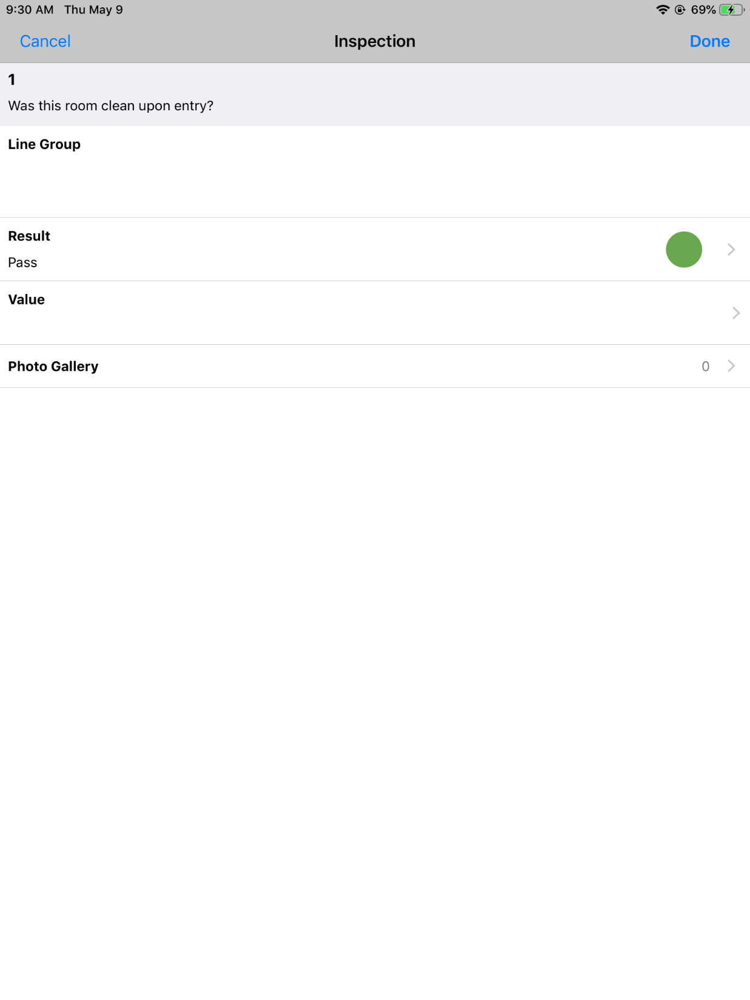 9:30 AM Thu May 9 69%
Cancel Inspection Done
1
Was this room clean upon entry?
Line Group
Result
Pass
Value
Photo Gallery 0